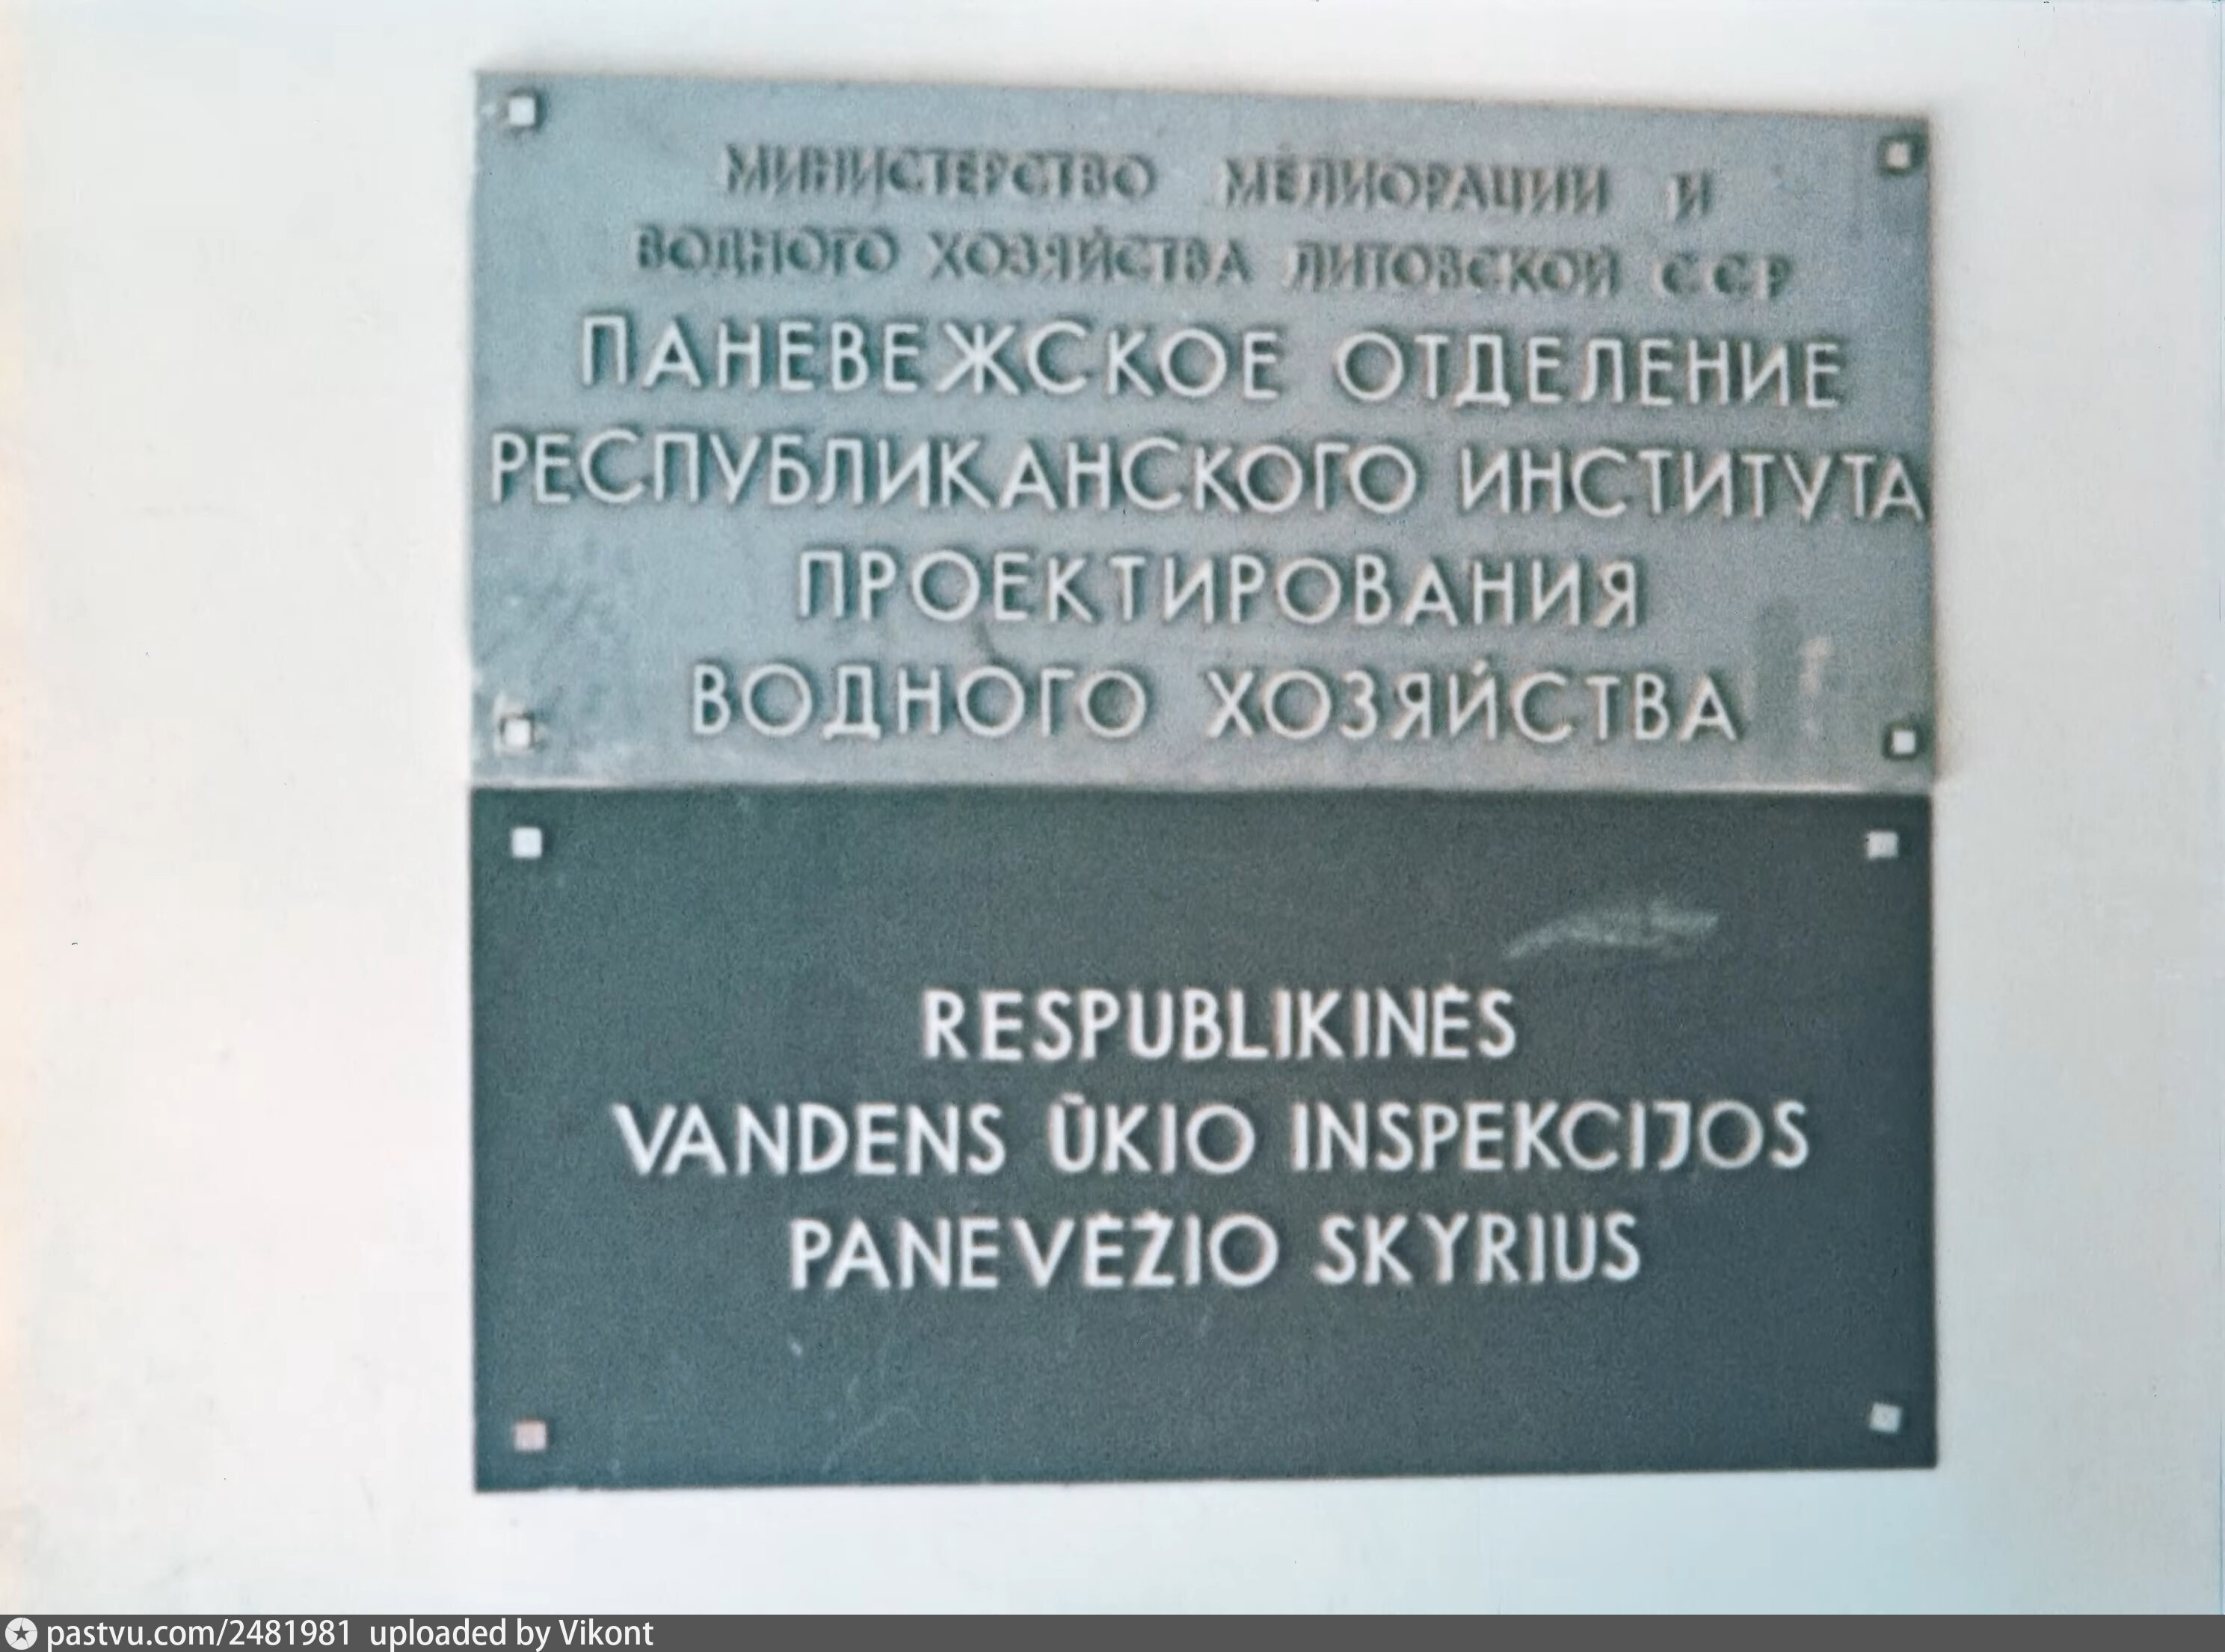 МИНИСТЕРСТВО МЕЛИОРАЦИИ И
ВОДНОГО ХОЗЯЙСТВА ЛИТОВСКОЙ ССР
ПАНЕВЕЖСКОЕ ОТДЕЛЕНИЕ
РЕСПУБЛИКАНСКОГО ИНСТИТУТА
ПРОЕКТИРОВАНИЯ
ВОДНОГО ХОЗЯЙСТВА
RESPUBLIKINĖS
VANDENS ŪKIO INSPEKCIJOS
PANEVĖŽIO SKYRIUS
pastvu.com/2481981 uploaded by Vikont